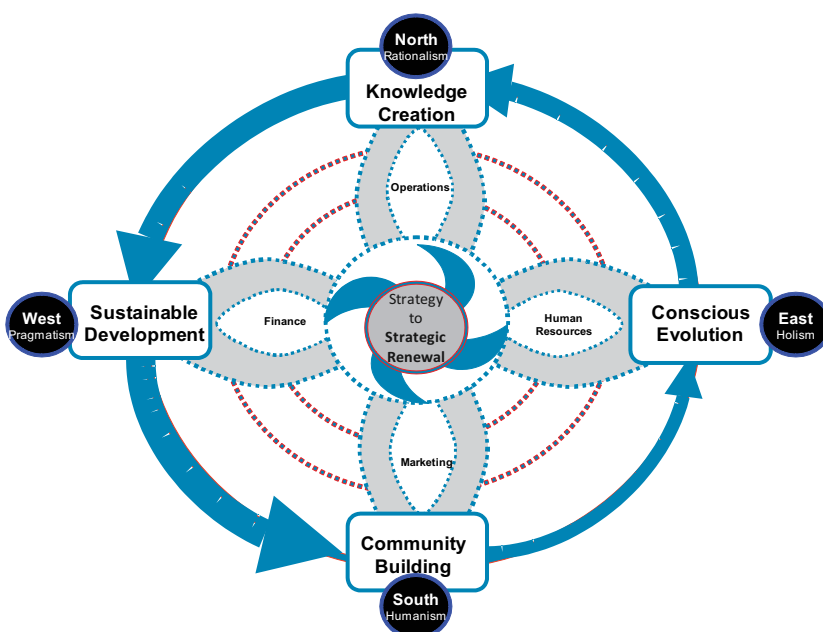 North
Rationalism
Knowledge
Creation
Operations
West
Pragmatism
Sustainable
Development
Finance
Strategy
to
Strategic
Renewal
Human
Resources
Conscious
Evolution
East
Holism
Marketing
Community
Building
South
Humanism